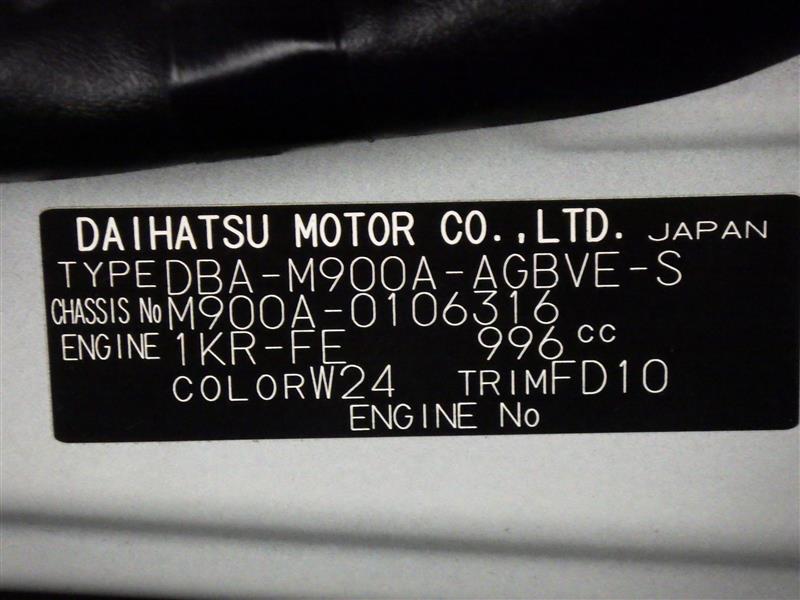 DAIHATSU MOTOR CO.,LTD. JAPAN
TYPE DBA-M900A-AGBVE-S
CHASSIS No M900A-0106316
ENGINE 1KR-FE 996 cc
COLOR W24 TRIM FD10
ENGINE No